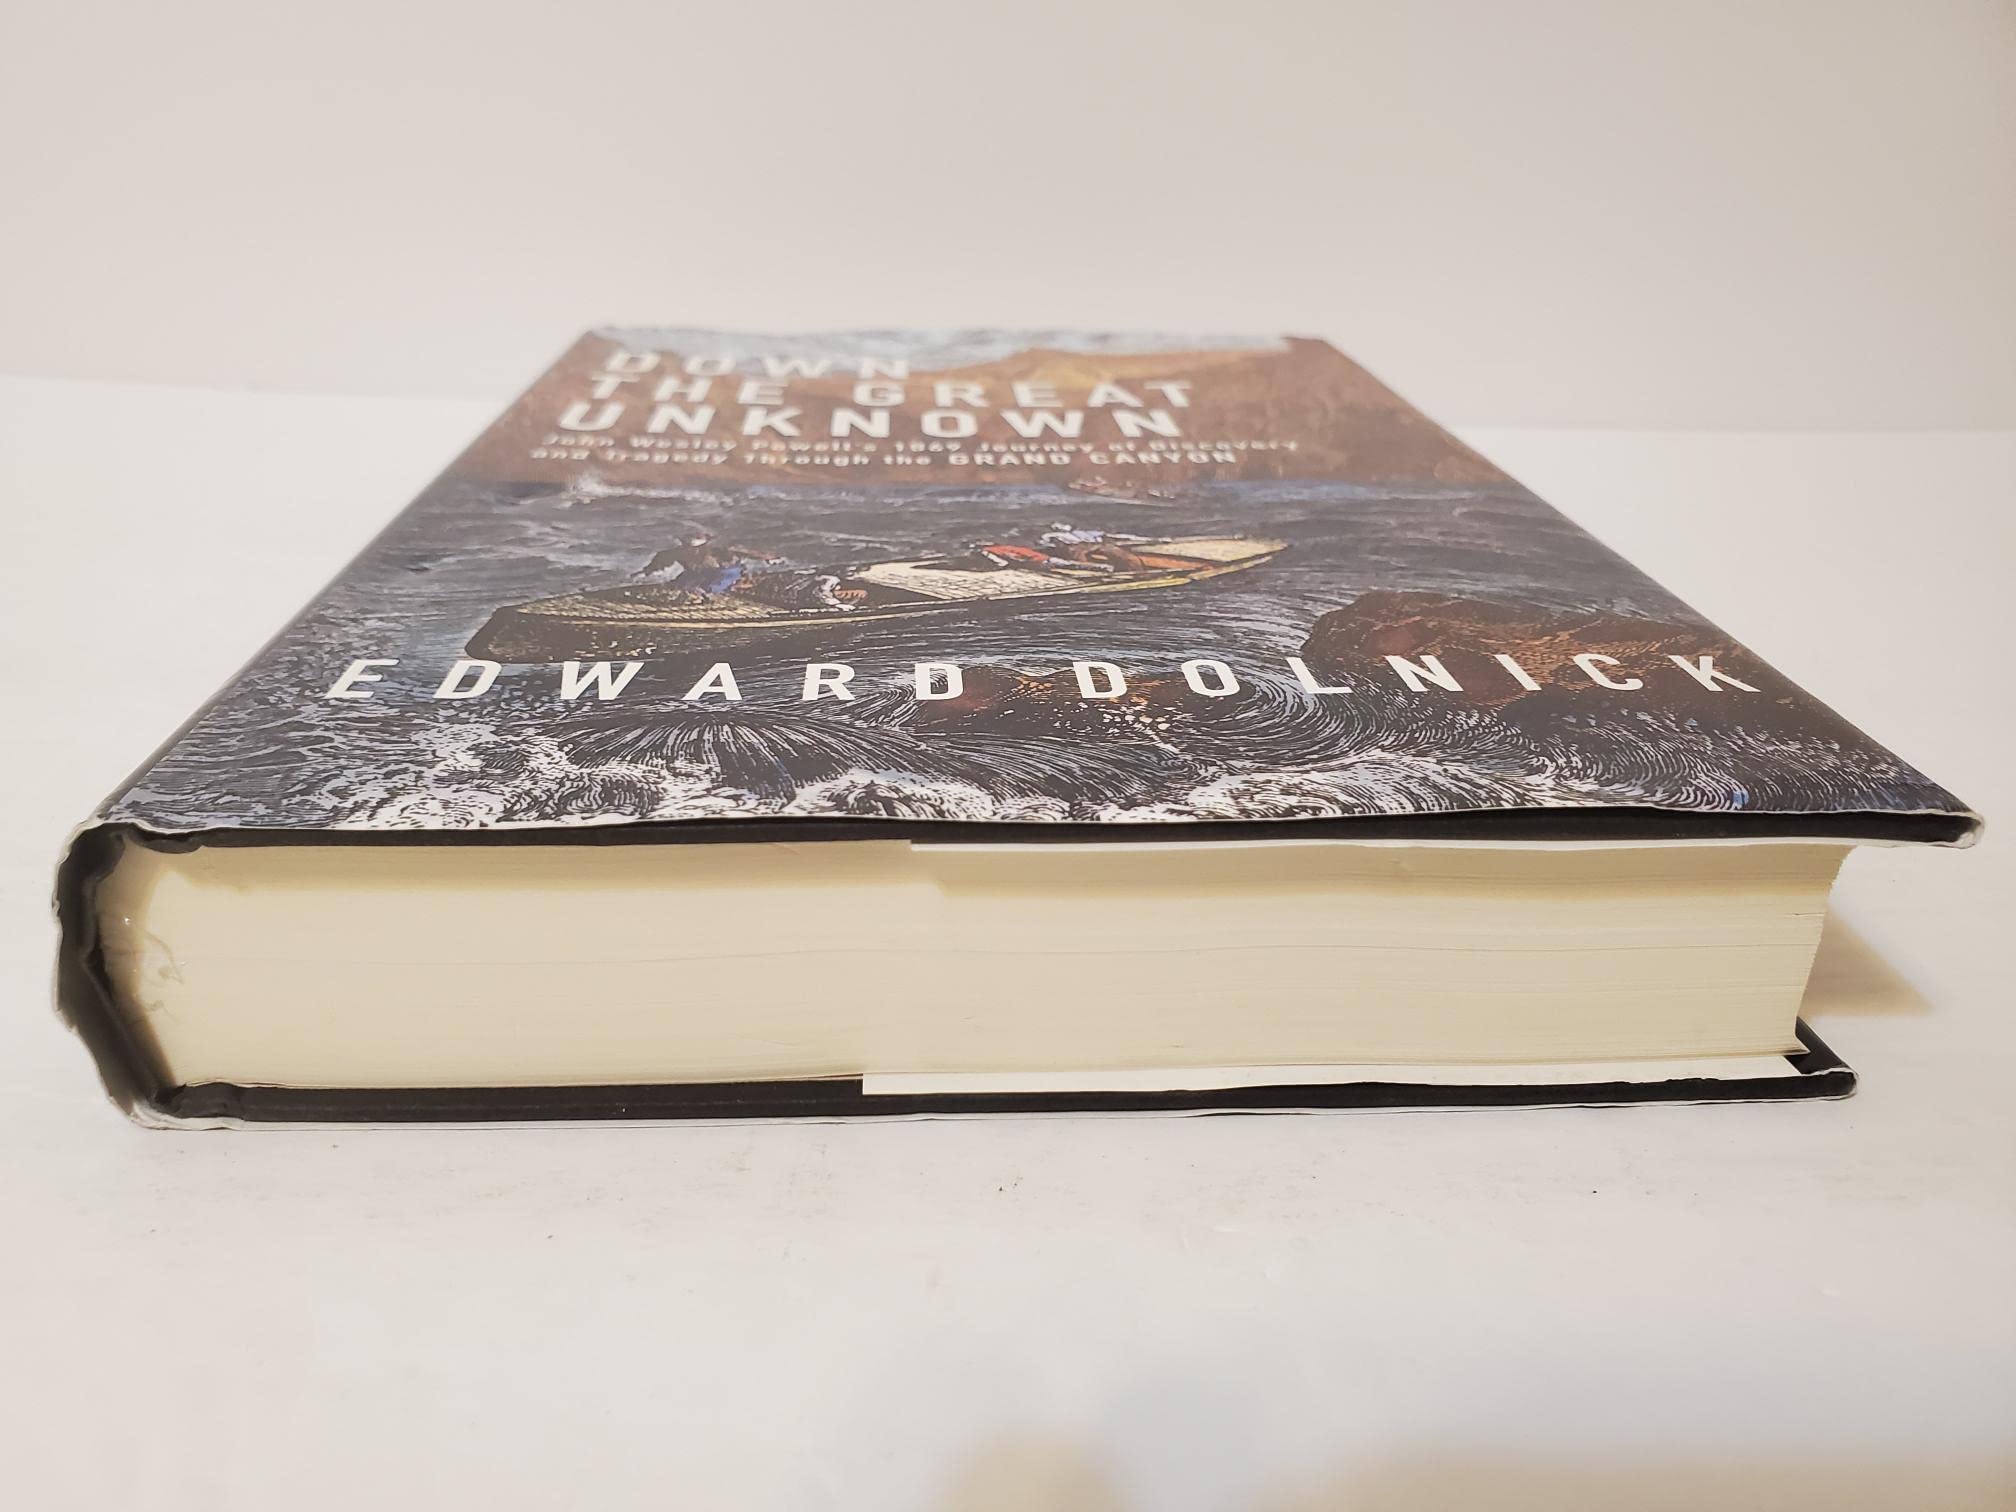 DOWN
THE GREAT
UNKNOWN
John Wesley Powell's 1869 Journey of Discovery
and Tragedy Through the GRAND CANYON
EDWARD DOLNICK